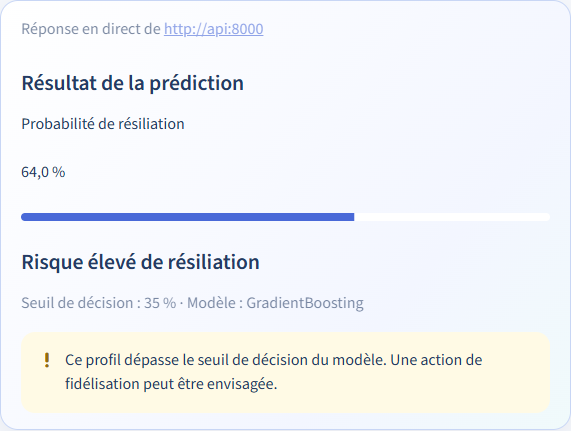 Réponse en direct de http://api:8000
Résultat de la prédiction
Probabilité de résiliation
64,0 %
Risque élevé de résiliation
Seuil de décision : 35 % · Modèle : GradientBoosting
Ce profil dépasse le seuil de décision du modèle. Une action de
fidélisation peut être envisagée.